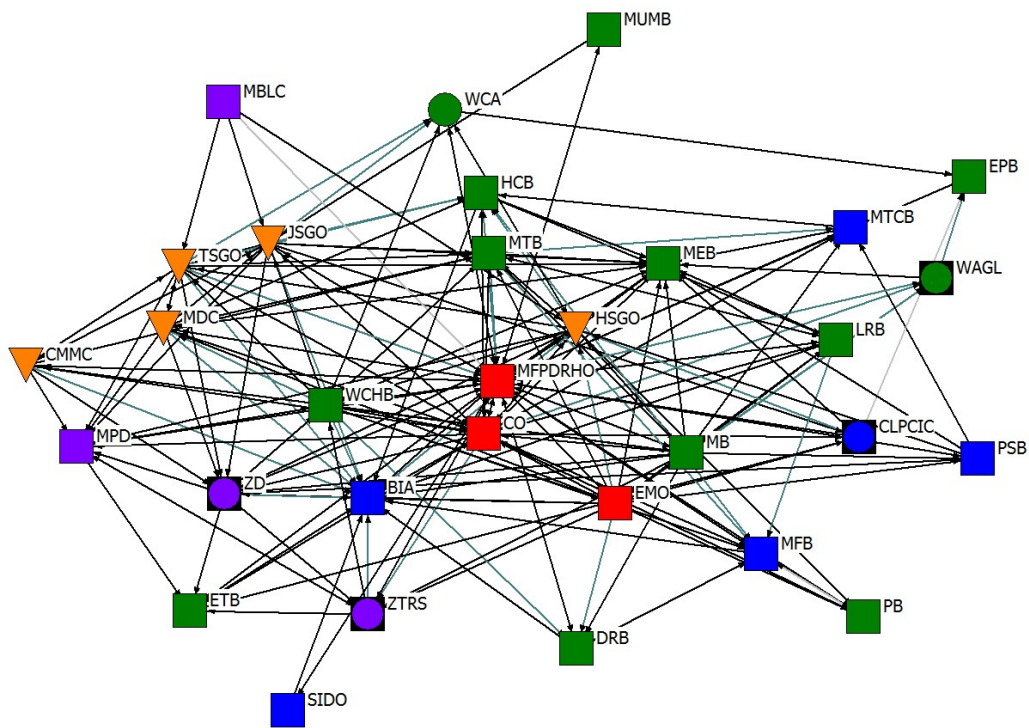 MUMB
MBLC
WCA
EPB
HCB
MTCB
JSGO
MTB
TSGO
MEB
WAGL
MDC
HSGO
LRB
CMMC
MFPDRHO
WCHB
CO
MPD
MB
CLPCIC
PSB
ZD
BIA
EMO
MFB
ETB
ZTRS
PB
DRB
SIDO